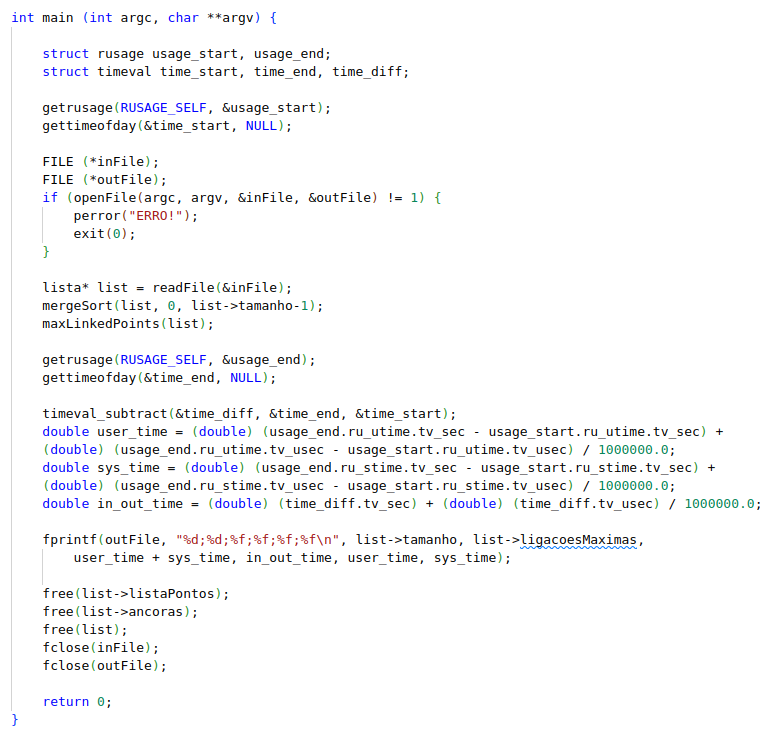 int main (int argc, char **argv) {
struct rusage usage_start, usage_end;
struct timeval time_start, time_end, time_diff;
getrusage(RUSAGE_SELF, &usage_start);
gettimeofday(&time_start, NULL);
FILE (*inFile);
FILE (*outFile);
if (openFile(argc, argv, &inFile, &outFile) != 1) {
perror("ERRO!");
exit(0);
}
lista* list = readFile(&inFile);
mergeSort(list, 0, list->tamanho-1);
maxLinkedPoints(list);
getrusage(RUSAGE_SELF, &usage_end);
gettimeofday(&time_end, NULL);
timeval_subtract(&time_diff, &time_end, &time_start);
double user_time = (double) (usage_end.ru_utime.tv_sec - usage_start.ru_utime.tv_sec) +
(double) (usage_end.ru_utime.tv_usec - usage_start.ru_utime.tv_usec) / 1000000.0;
double sys_time = (double) (usage_end.ru_stime.tv_sec - usage_start.ru_stime.tv_sec) +
(double) (usage_end.ru_stime.tv_usec - usage_start.ru_stime.tv_usec) / 1000000.0;
double in_out_time = (double) (time_diff.tv_sec) + (double) (time_diff.tv_usec) / 1000000.0;
fprintf(outFile, "%d;%d;%f;%f;%f;%f\n", list->tamanho, list->ligacoesMaximas,
user_time + sys_time, in_out_time, user_time, sys_time);
free(list->listaPontos);
free(list->ancoras);
free(list);
fclose(inFile);
fclose(outFile);
return 0;
}